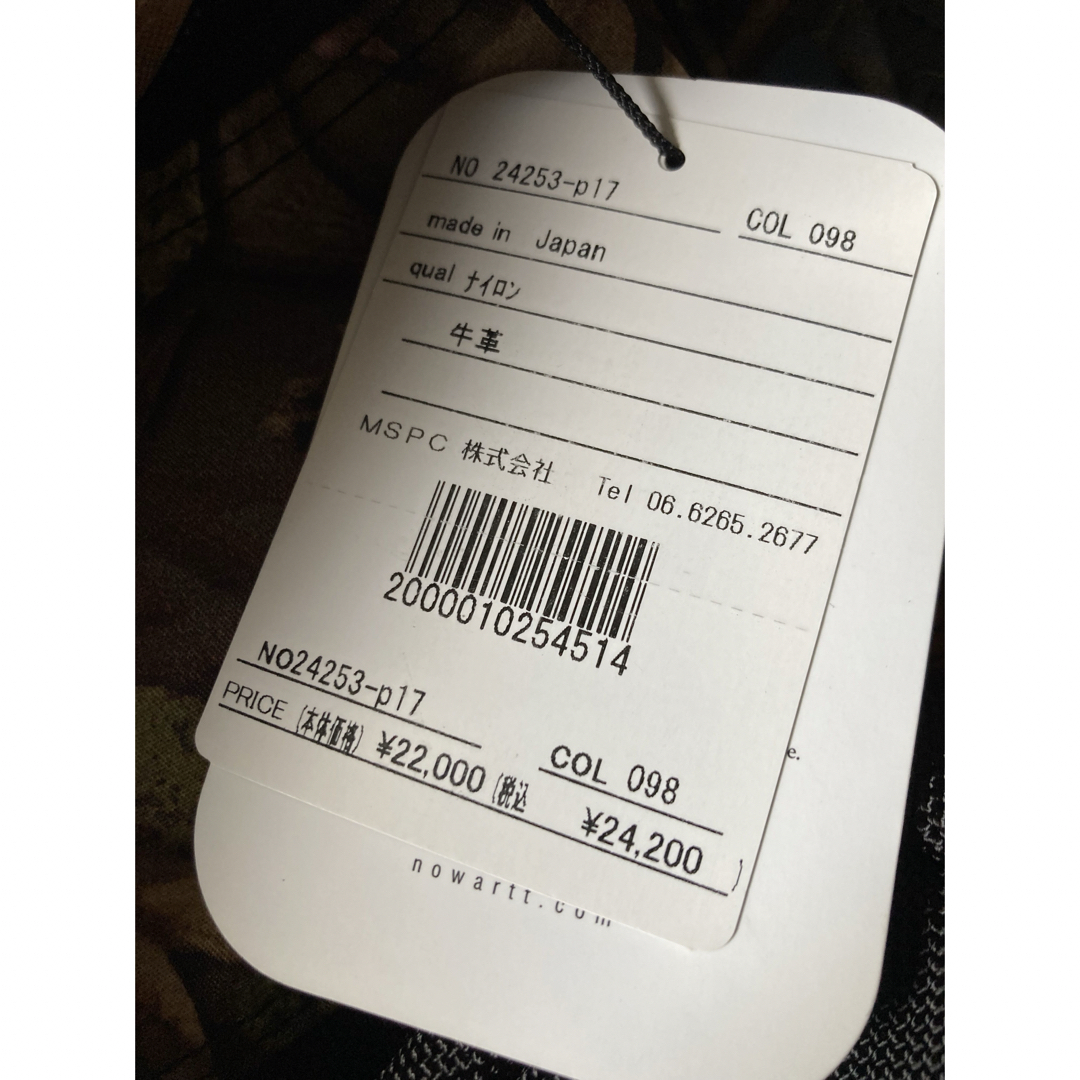 NO 24253-p17
COL 098
made in Japan
qual ナイロン
牛革
MSPC 株式会社 Tel 06.6265.2677
2000010254514
NO24253-p17
COL 098
PRICE (本体価格) ¥22,000 (税込 ¥24,200 )
e.
nowartt.com